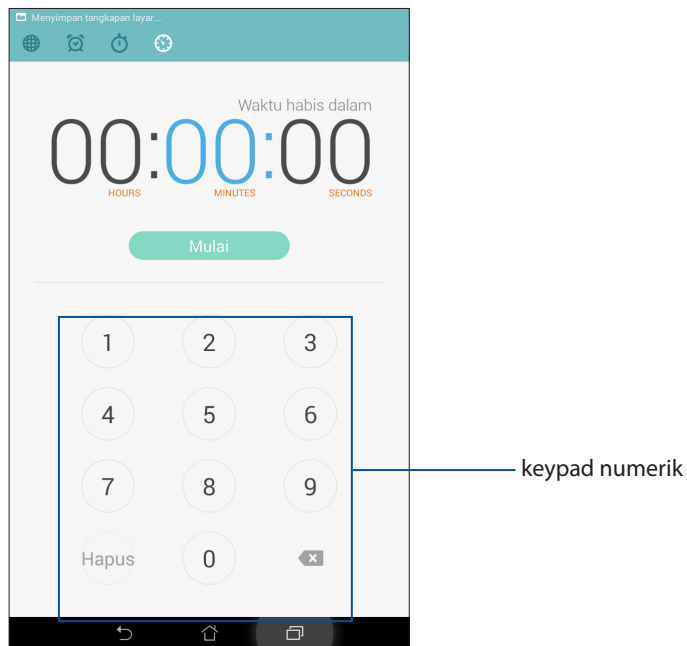 Menyimpan tangkapan layar...
Waktu habis dalam
00:00:00
HOURS MINUTES SECONDS
Mulai
1 2 3
4 5 6
7 8 9
keypad numerik
Hapus 0